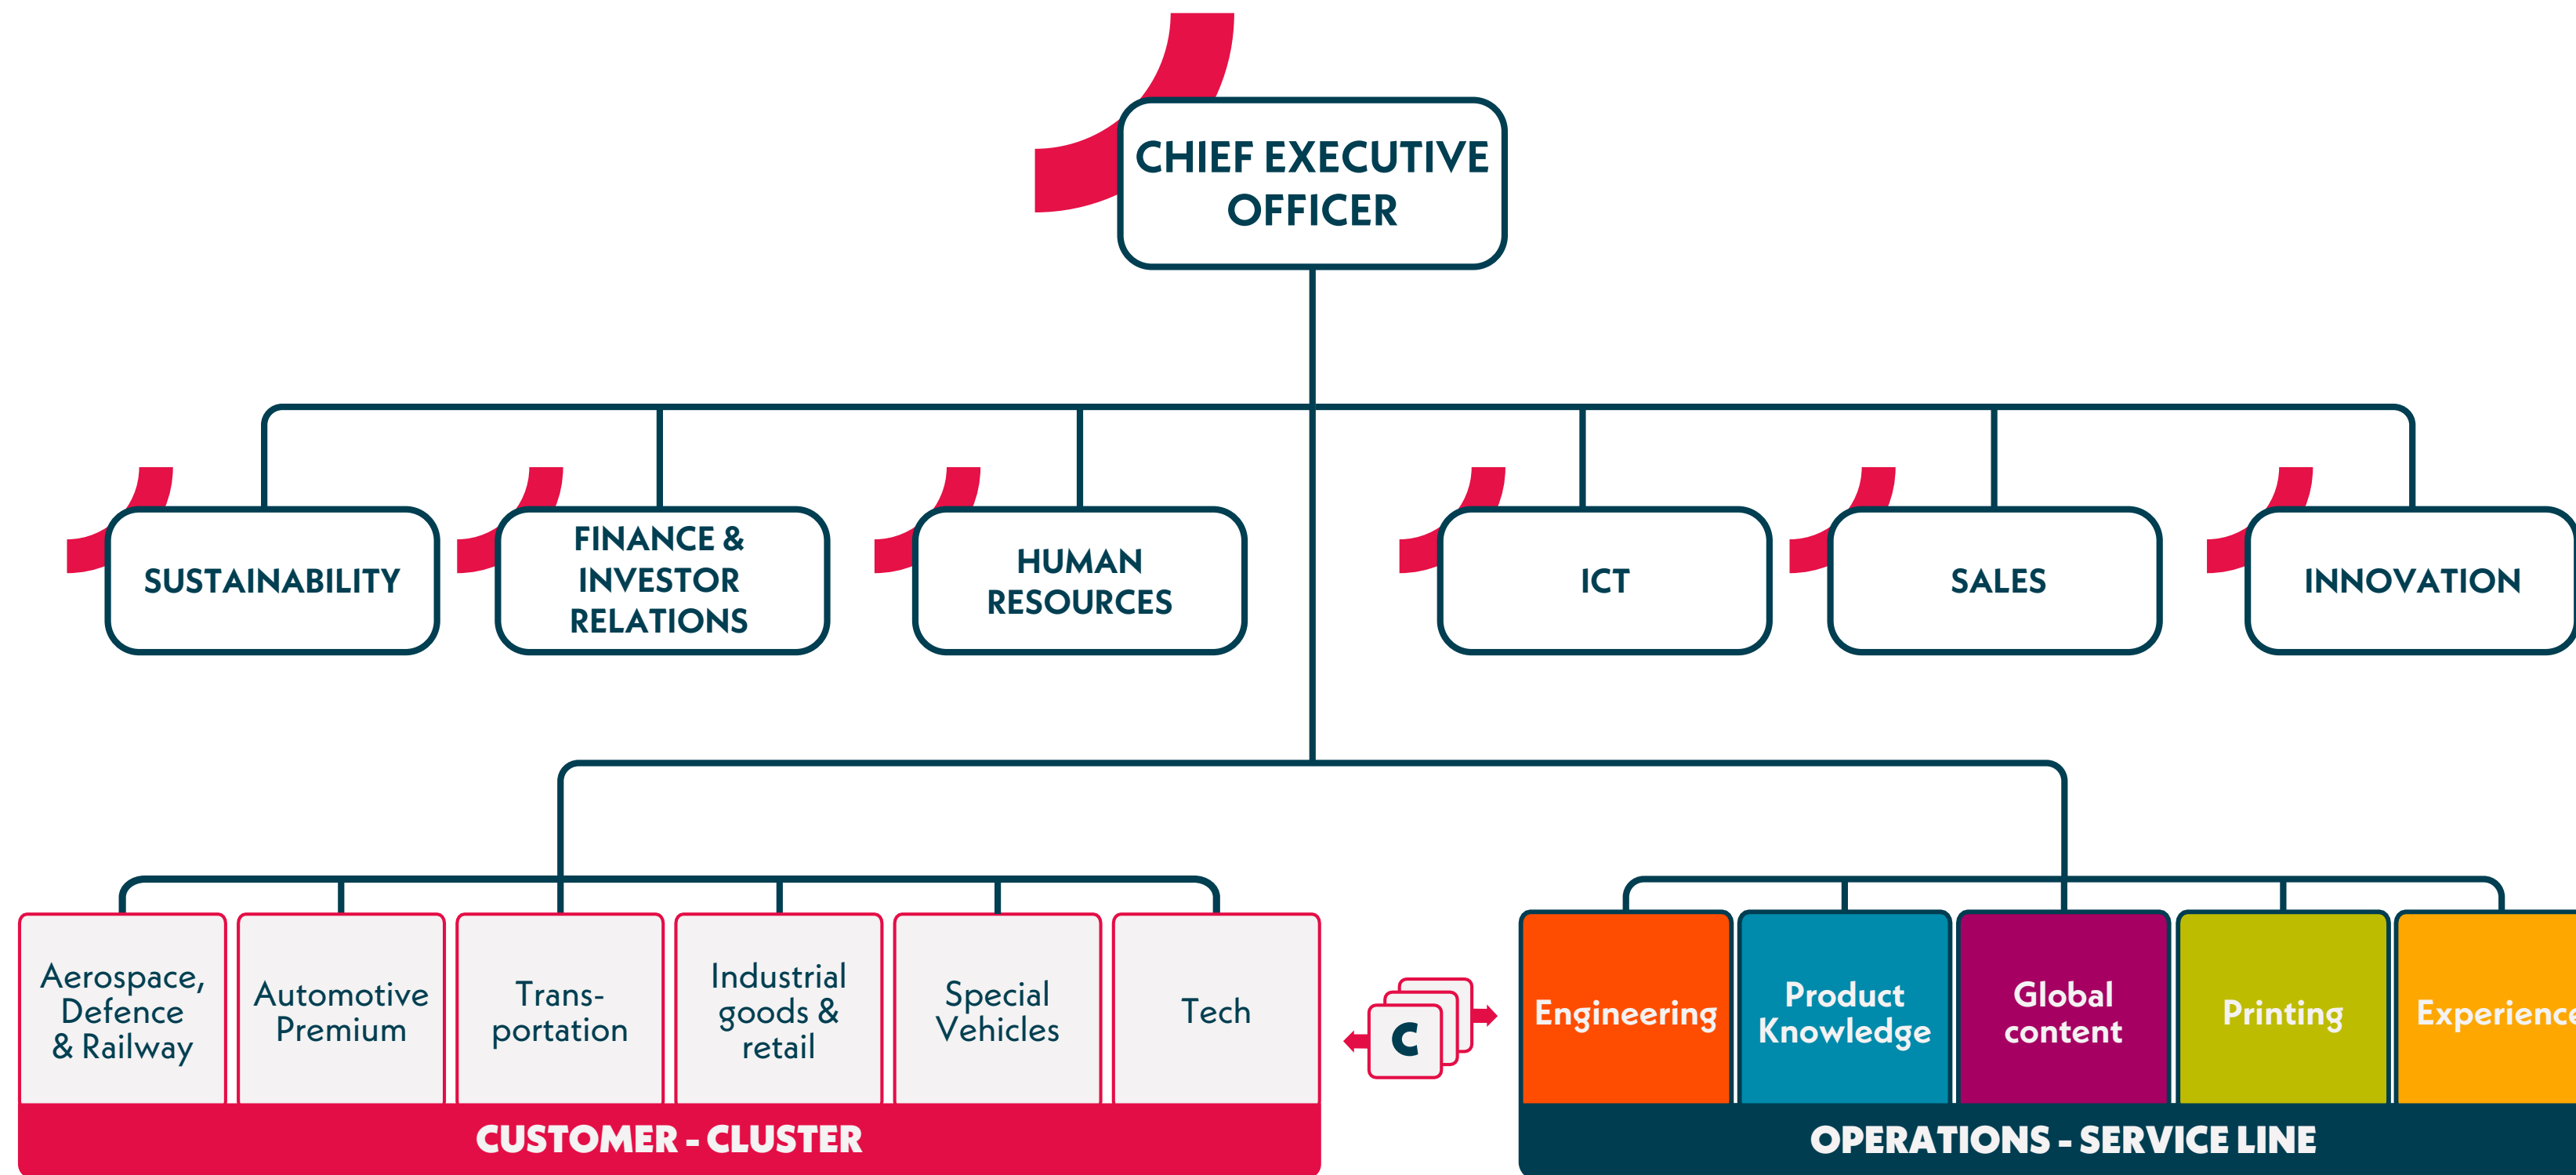 CHIEF EXECUTIVE
OFFICER
SUSTAINABILITY
FINANCE &
INVESTOR
RELATIONS
HUMAN
RESOURCES
ICT
SALES
INNOVATION
Aerospace,
Defence
& Railway
Automotive
Premium
Trans-
portation
Industrial
goods &
retail
Special
Vehicles
Tech
C
Engineering
Product
Knowledge
Global
content
Printing
Experience
CUSTOMER - CLUSTER
OPERATIONS - SERVICE LINE